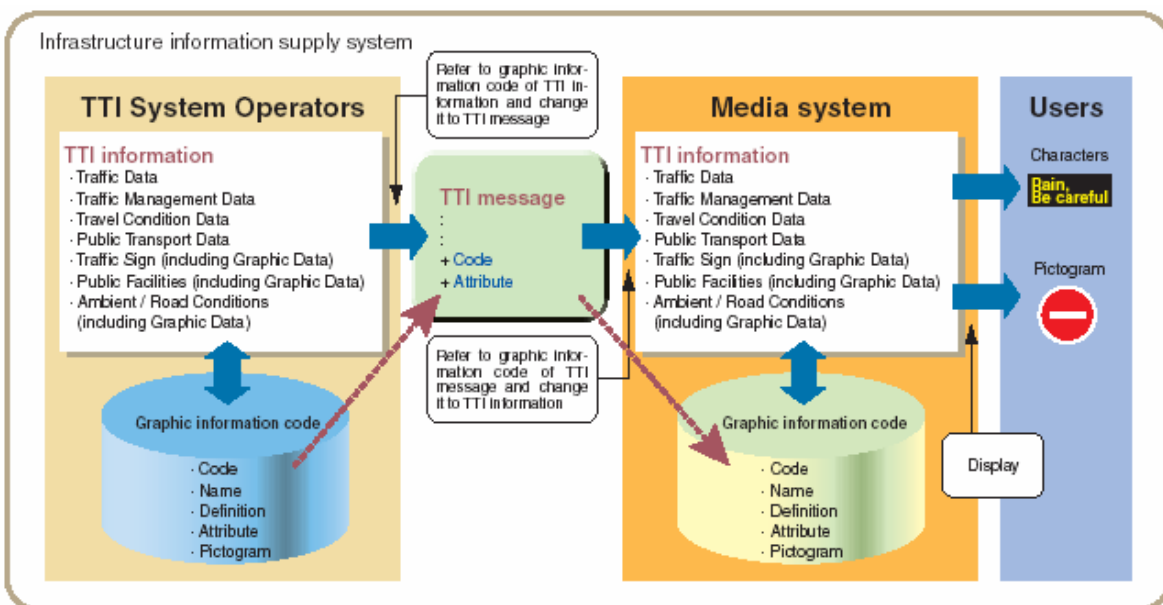 Infrastructure information supply system
TTI System Operators
TTI information
· Traffic Data
· Traffic Management Data
· Travel Condition Data
· Public Transport Data
· Traffic Sign (including Graphic Data)
· Public Facilities (including Graphic Data)
· Ambient / Road Conditions
(including Graphic Data)
Graphic information code
· Code
· Name
· Definition
· Attribute
· Pictogram
Refer to graphic infor-
mation code of TTI in-
formation and change
it to TTI message
TTI message
:
:
+ Code
+ Attribute
Refer to graphic infor-
mation code of TTI
message and change
it to TTI information
Media system
TTI information
· Traffic Data
· Traffic Management Data
· Travel Condition Data
· Public Transport Data
· Traffic Sign (including Graphic Data)
· Public Facilities (including Graphic Data)
· Ambient / Road Conditions
(including Graphic Data)
Graphic information code
· Code
· Name
· Definition
· Attribute
· Pictogram
Users
Characters
Rain,
Be careful
Pictogram
Display